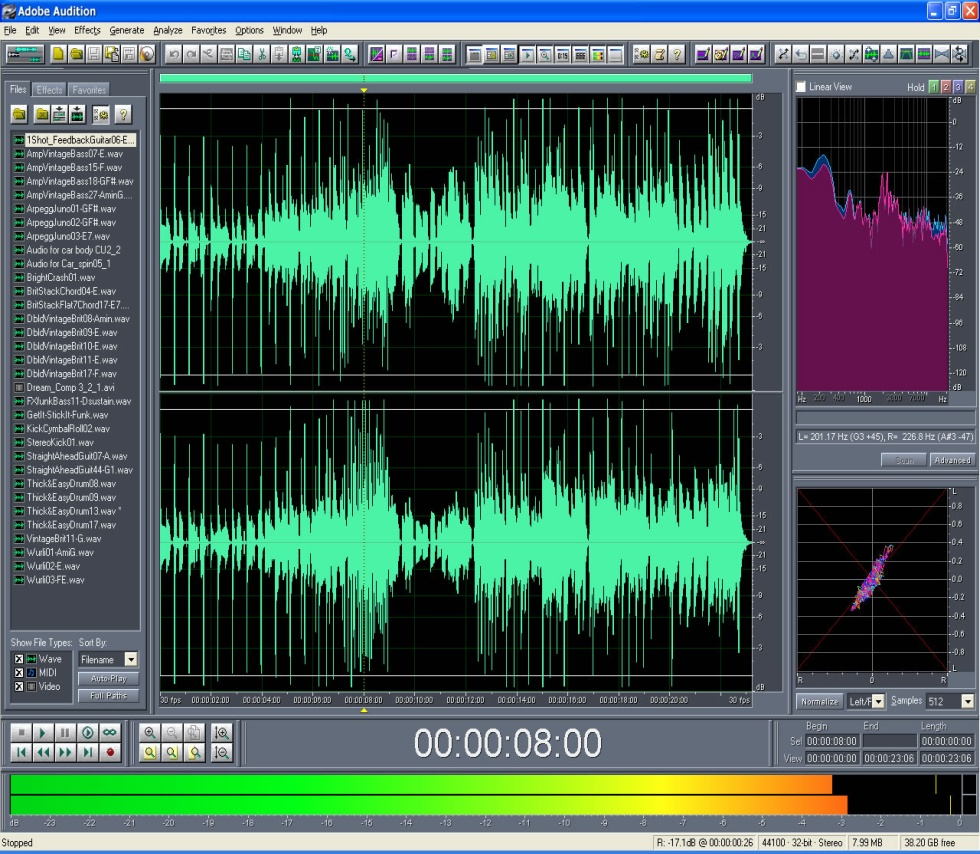 Adobe Audition
File Edit View Effects Generate Analyze Favorites Options Window Help
Files Effects Favorites
1Shot_FeedbackGuitar06-E...
AmpVintageBass07-E.wav
AmpVintageBass15-F.wav
AmpVintageBass18-GF#.wav
AmpVintageBass27-AminG....
ArpeggJuno01-GF#.wav
ArpeggJuno02-GF#.wav
ArpeggJuno03-E7.wav
Audio for car body CU2_2
Audio for Car_spin05_1
BrightCrash01.wav
BritStackChord04-E.wav
BritStackFlat7Chord17-E7....
DbldVintageBrit08-Amin.wav
DbldVintageBrit09-E.wav
DbldVintageBrit10-E.wav
DbldVintageBrit11-E.wav
DbldVintageBrit17-F.wav
Dream_Comp 3_2_1.avi
FXfunkBass11-Dsustain.wav
GetIt-StickIt-Funk.wav
KickCymbalRoll02.wav
StereoKick01.wav
StraightAheadGuit07-A.wav
StraightAheadGuit44-G1.wav
Thick&EasyDrum08.wav
Thick&EasyDrum09.wav
Thick&EasyDrum13.wav *
Thick&EasyDrum17.wav
VintageBrit11-G.wav
Wurli01-AmiG.wav
Wurli02-E.wav
Wurli03-FE.wav
Show File Types: Sort By:
Wave
MIDI
Video
Filename
Auto-Play
Full Paths
dB
-3
-6
-9
-15
-21
-∞
-21
-15
-9
-6
-3
-3
-6
-9
-15
-21
-∞
-21
-15
-9
-6
-3
dB
30 fps 00:00:02:00 00:00:04:00 00:00:06:00 00:00:08:00 00:00:10:00 00:00:12:00 00:00:14:00 00:00:16:00 00:00:18:00 00:00:20:00 30 fps
Linear View Hold 1 2 3 4
dB
-0
-12
-24
-36
-48
-60
-72
-84
-96
-108
-120
dB
Hz 200 400 1000 3000 7000 Hz
L= 201.17 Hz (G3 +45), R= 226.8 Hz (A#3 -47)
Scan Advanced
L
0.8
0.6
0.4
0.2
0.0
-0.2
-0.4
-0.6
-0.8
L
R 0 R
Normalize Left/F Samples 512
00:00:08:00
Begin End Length
Sel 00:00:08:00 00:00:00:00
View 00:00:00:00 00:00:23:06 00:00:23:06
dB -23 -22 -21 -20 -19 -18 -17 -16 -15 -14 -13 -12 -11 -10 -9 -8 -7 -6 -5 -4 -3 -2 -1 0
Stopped
R: -17.1dB @ 00:00:00:26 44100 · 32-bit · Stereo 7.99 MB 38.20 GB free